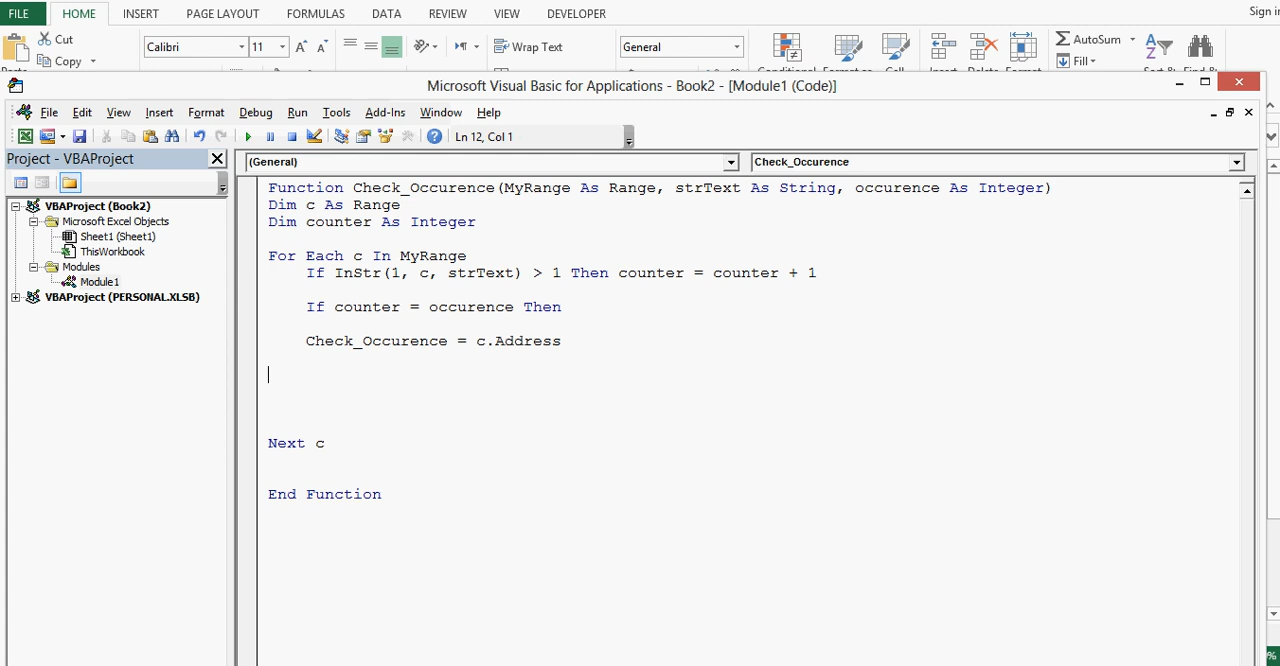 FILE HOME INSERT PAGE LAYOUT FORMULAS DATA REVIEW VIEW DEVELOPER Sign in
Cut Calibri 11 A A Wrap Text General AutoSum
Copy Fill
Microsoft Visual Basic for Applications - Book2 - [Module1 (Code)]
File Edit View Insert Format Debug Run Tools Add-Ins Window Help
Ln 12, Col 1
Project - VBAProject
(General) Check_Occurence
VBAProject (Book2)
Microsoft Excel Objects
Sheet1 (Sheet1)
ThisWorkbook
Modules
Module1
VBAProject (PERSONAL.XLSB)
Function Check_Occurence(MyRange As Range, strText As String, occurence As Integer)
Dim c As Range
Dim counter As Integer
For Each c In MyRange
If InStr(1, c, strText) > 1 Then counter = counter + 1
If counter = occurence Then
Check_Occurence = c.Address
Next c
End Function
%